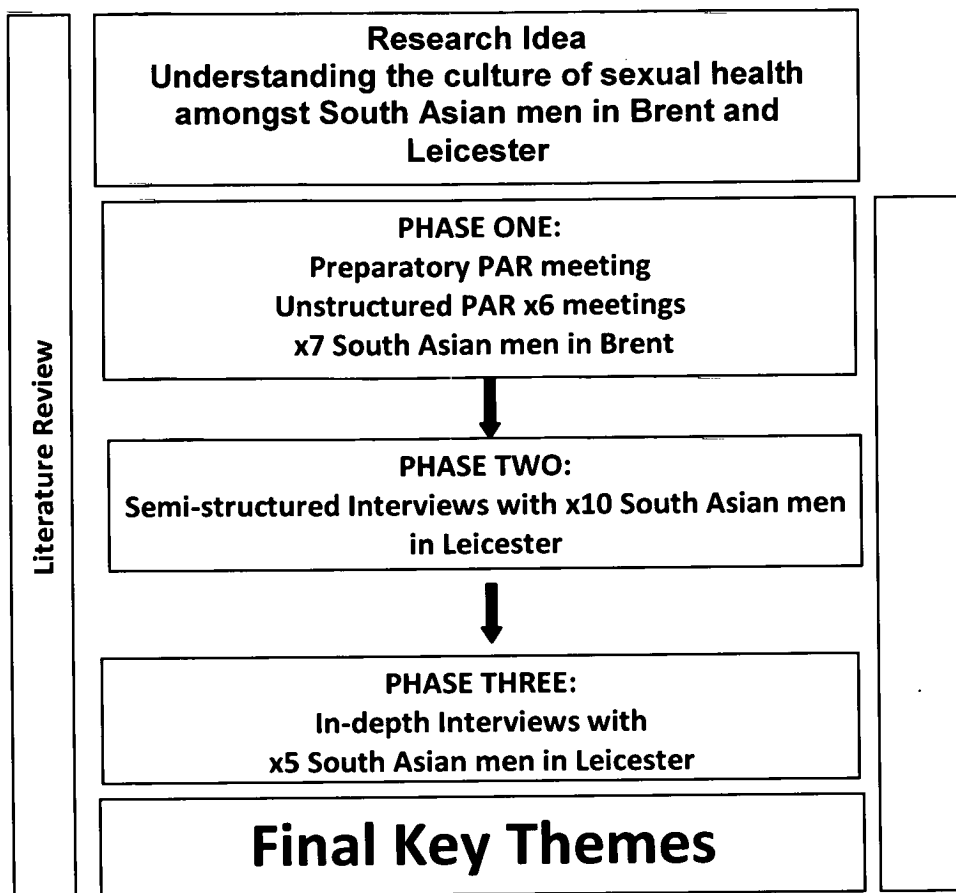 Literature Review
Research Idea
Understanding the culture of sexual health
amongst South Asian men in Brent and
Leicester
PHASE ONE:
Preparatory PAR meeting
Unstructured PAR x6 meetings
x7 South Asian men in Brent
PHASE TWO:
Semi-structured Interviews with x10 South Asian men
in Leicester
PHASE THREE:
In-depth Interviews with
x5 South Asian men in Leicester
Final Key Themes